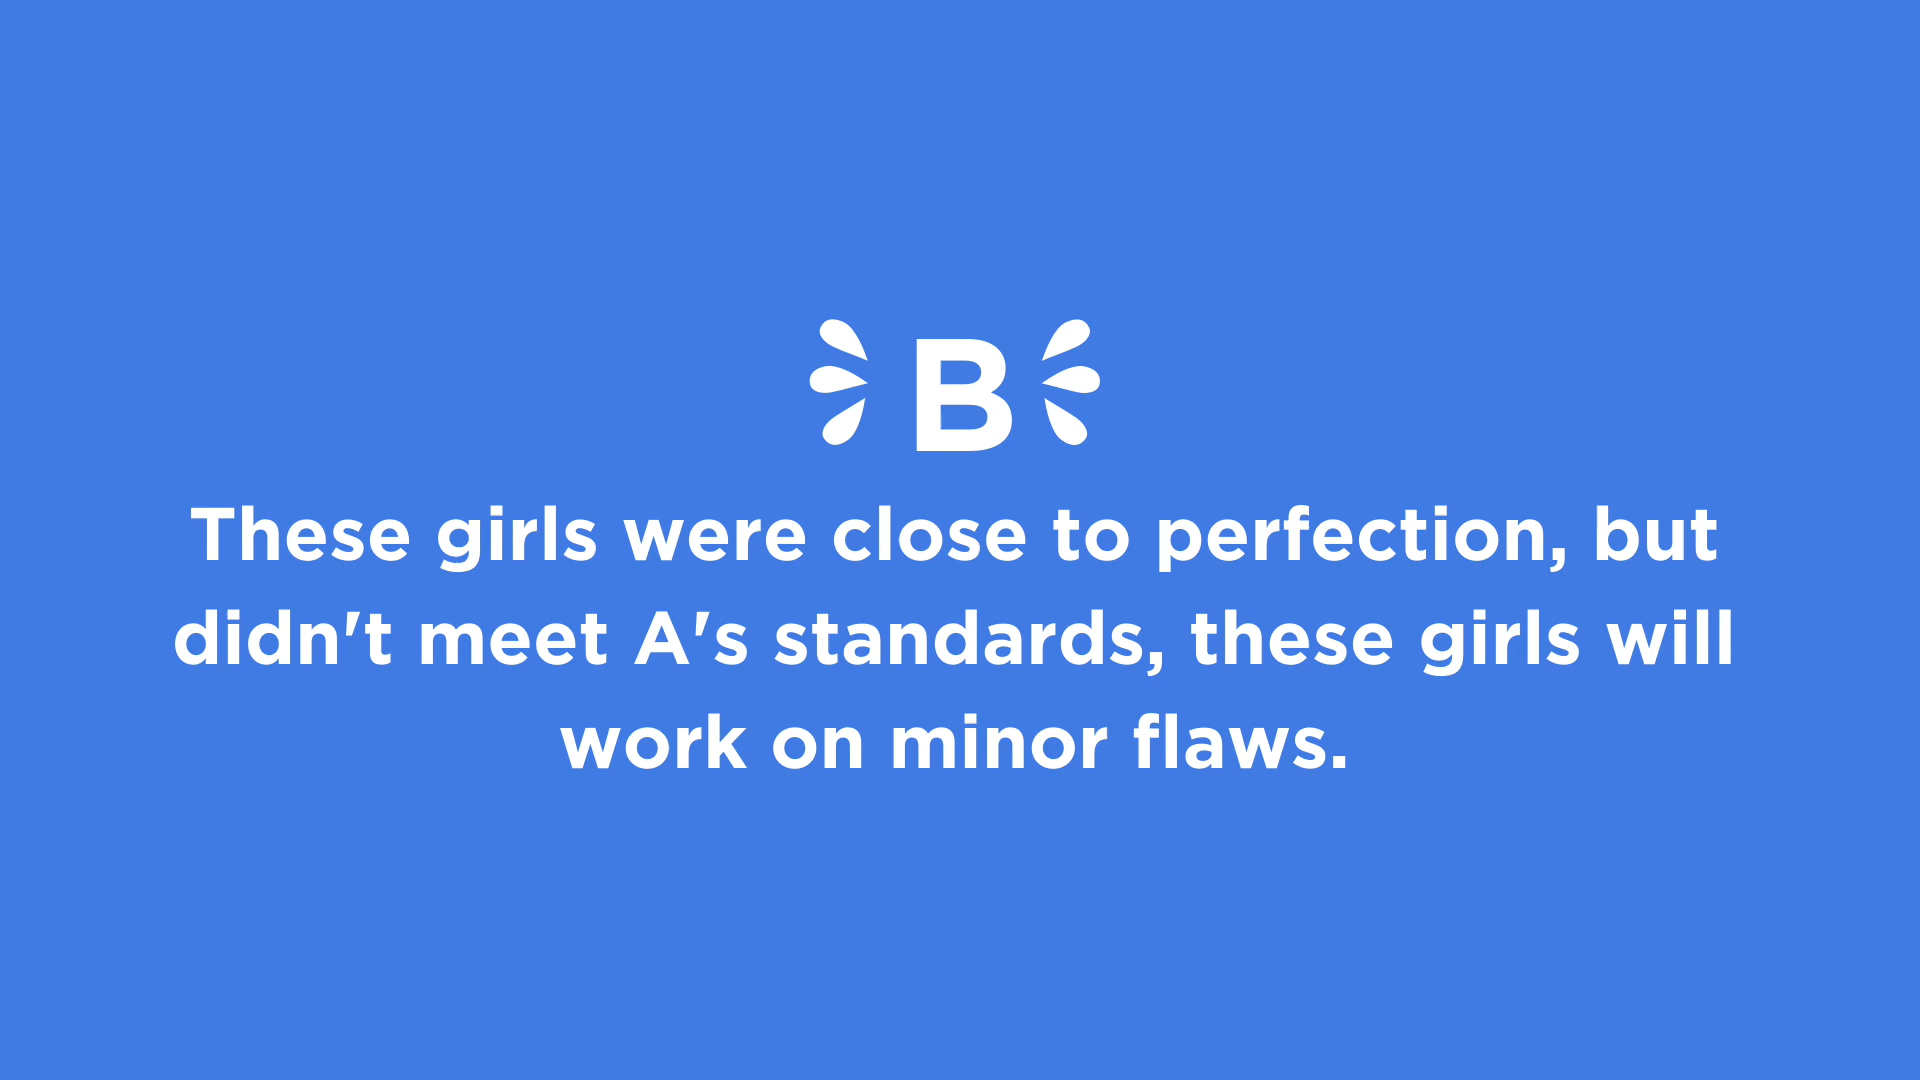 B
These girls were close to perfection, but
didn't meet A's standards, these girls will
work on minor flaws.